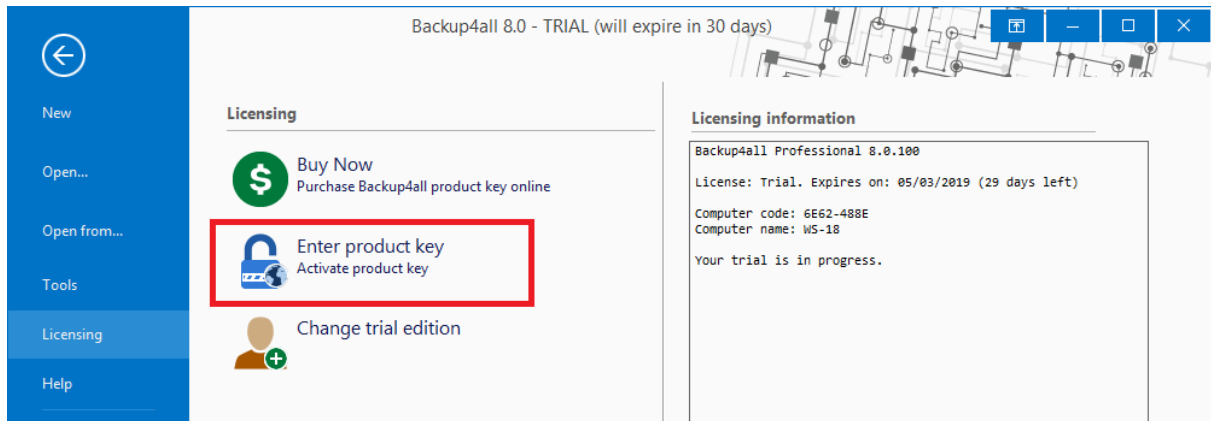 Backup4all 8.0 - TRIAL (will expire in 30 days)
New
Open...
Open from...
Tools
Licensing
Help
Licensing
Buy Now
Purchase Backup4all product key online
Enter product key
Activate product key
Change trial edition
Licensing information
Backup4all Professional 8.0.100
License: Trial. Expires on: 05/03/2019 (29 days left)
Computer code: 6E62-488E
Computer name: WS-18
Your trial is in progress.